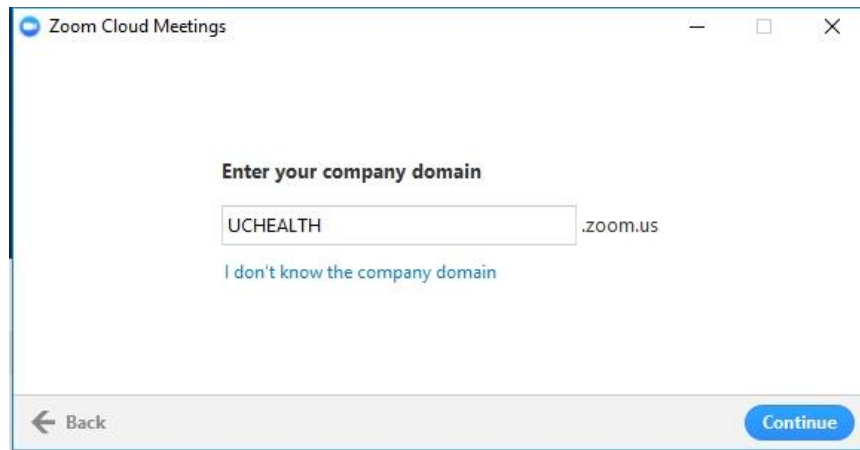 Zoom Cloud Meetings
Enter your company domain
UCHEALTH .zoom.us
I don't know the company domain
Back
Continue